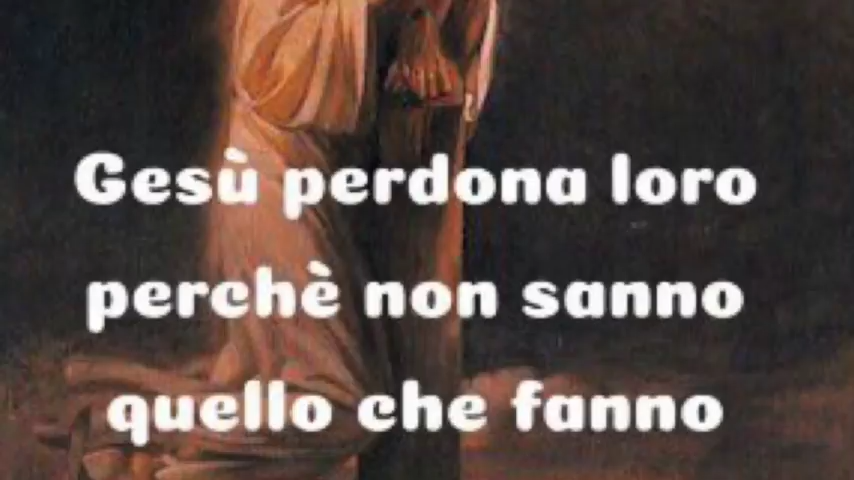 Gesù perdona loro
perchè non sanno
quello che fanno